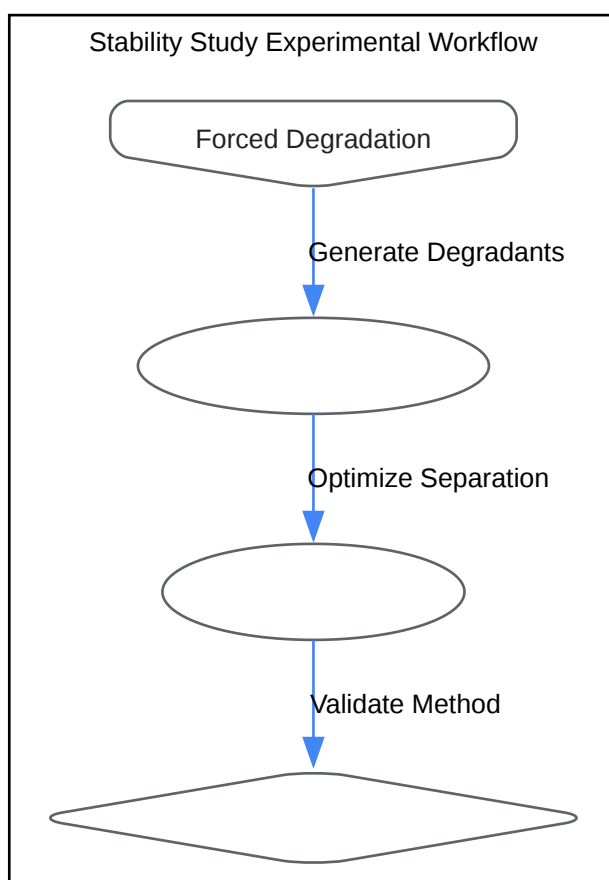 Stability Study Experimental Workflow
Forced Degradation
Generate Degradants
Optimize Separation
Validate Method